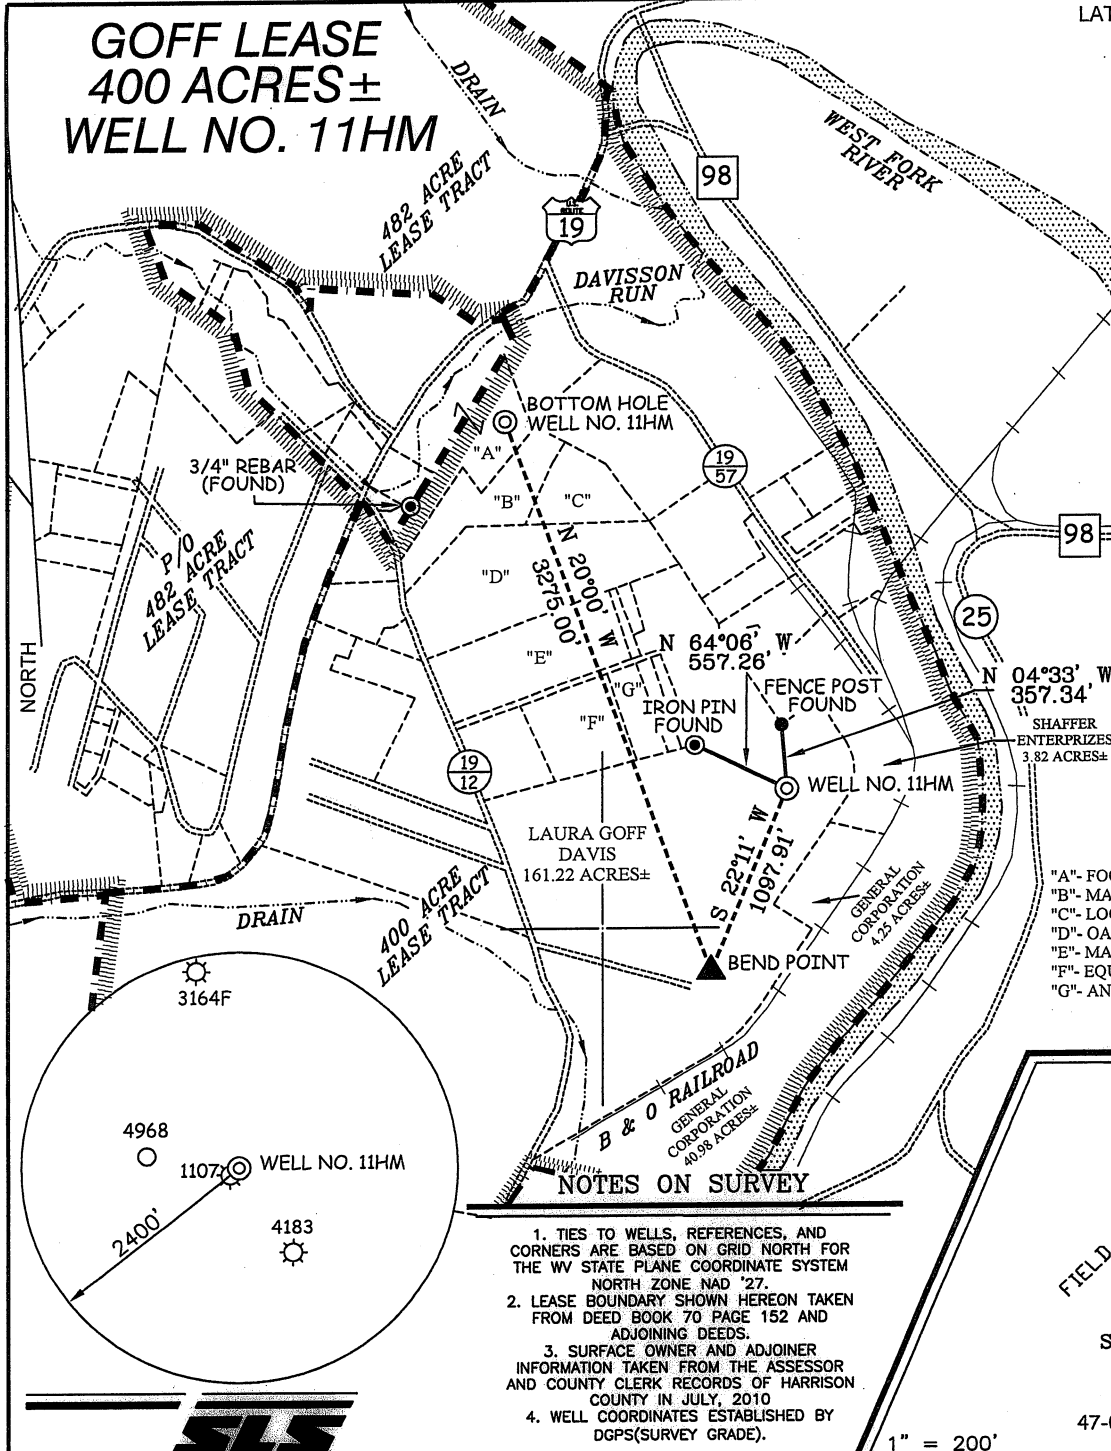 GOFF LEASE
400 ACRES±
WELL NO. 11HM
LAT
DRAIN
WEST FORK
RIVER
98
482 ACRE
LEASE TRACT
U.S.
ROUTE
19
DAVISSON
RUN
BOTTOM HOLE
WELL NO. 11HM
"A"
3/4" REBAR
(FOUND)
19
57
"B"
"C"
98
P/O
482 ACRE
LEASE TRACT
"D"
N 20°00' W
3275.00'
25
NORTH
"E"
N 64°06' W
557.26'
N 04°33' W
357.34'
"G"
FENCE POST
FOUND
IRON PIN
FOUND
"F"
SHAFFER
ENTERPRIZES
3.82 ACRES±
19
12
WELL NO. 11HM
LAURA GOFF
DAVIS
161.22 ACRES±
S 22°11' W
1097.91'
GENERAL
CORPORATION
4.25 ACRES±
"A"- FOO
"B"- MA
"C"- LOO
"D"- OA
"E"- MA
"F"- EQU
"G"- AN
DRAIN
400 ACRE
LEASE TRACT
BEND POINT
3164F
B & O RAILROAD
GENERAL
CORPORATION
40.98 ACRES±
4968
1107
WELL NO. 11HM
4183
2400'
NOTES ON SURVEY
1. TIES TO WELLS, REFERENCES, AND
CORNERS ARE BASED ON GRID NORTH FOR
THE WV STATE PLANE COORDINATE SYSTEM
NORTH ZONE NAD '27.
2. LEASE BOUNDARY SHOWN HEREON TAKEN
FROM DEED BOOK 70 PAGE 152 AND
ADJOINING DEEDS.
3. SURFACE OWNER AND ADJOINER
INFORMATION TAKEN FROM THE ASSESSOR
AND COUNTY CLERK RECORDS OF HARRISON
COUNTY IN JULY, 2010
4. WELL COORDINATES ESTABLISHED BY
DGPS(SURVEY GRADE).
FIELD
S
47-0
1" = 200'
SLS